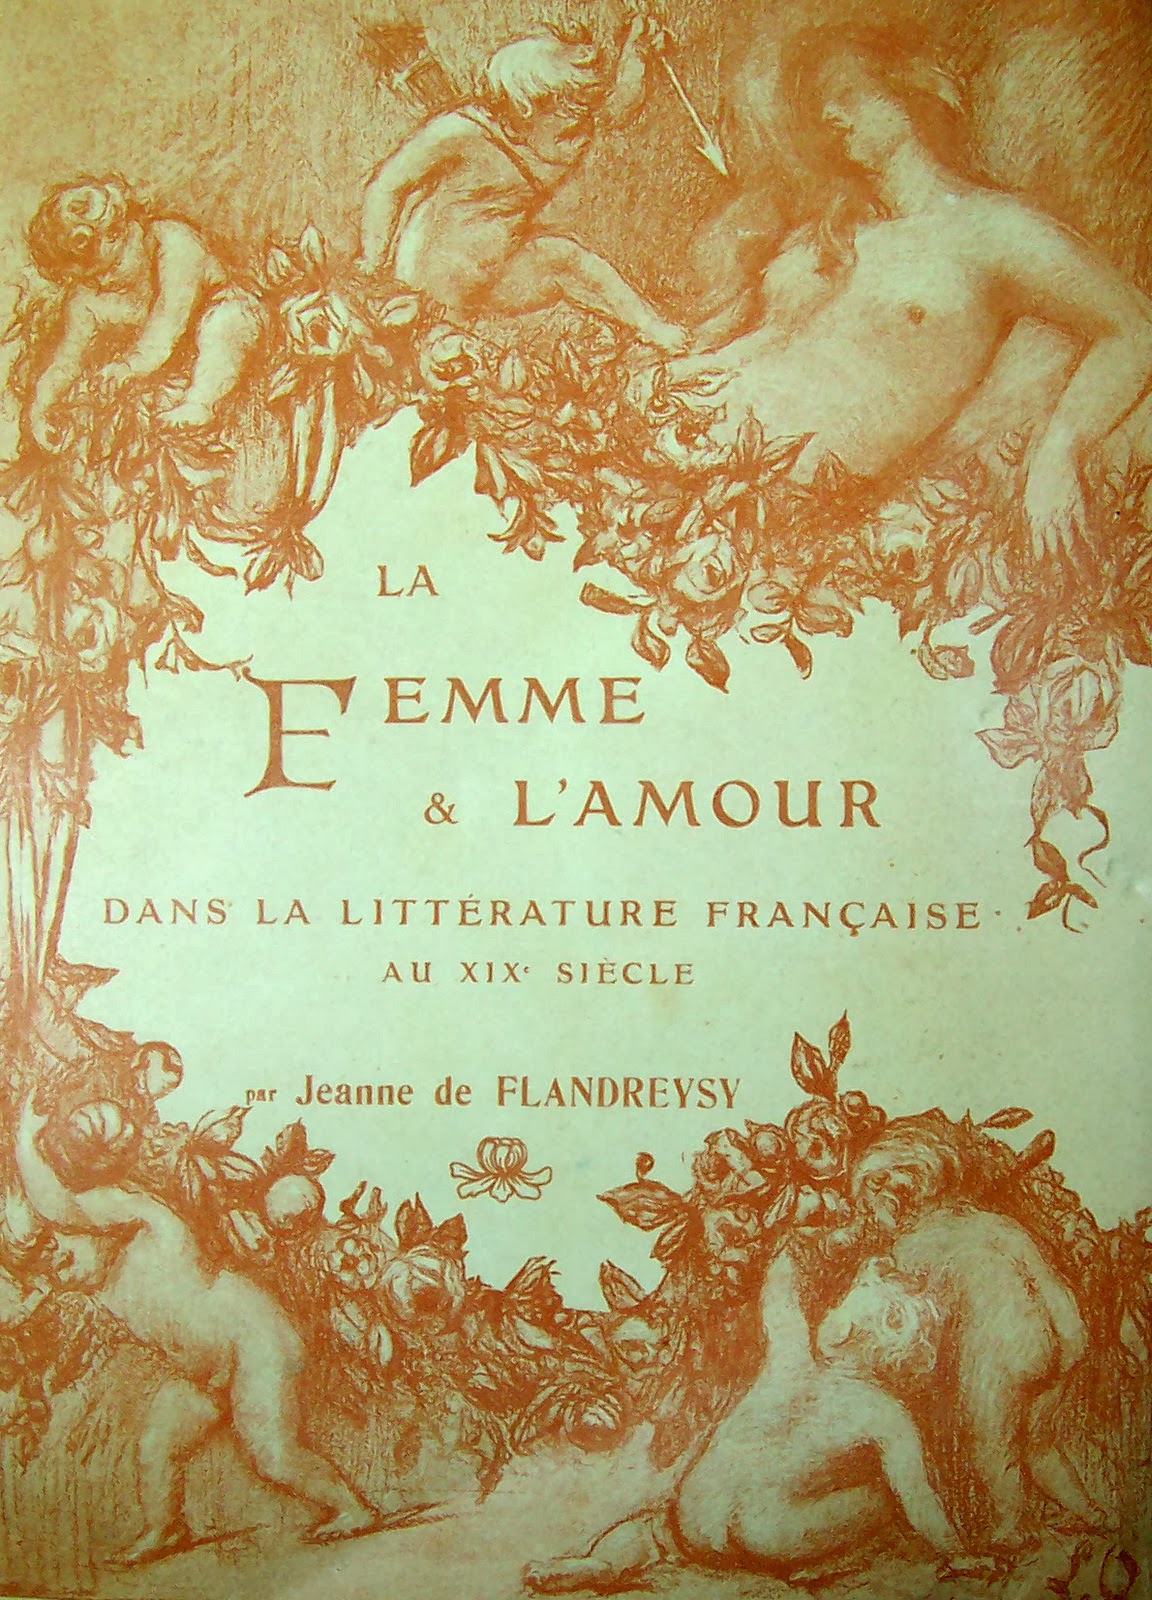 LA
FEMME
& L'AMOUR
DANS LA LITTÉRATURE FRANÇAISE
AU XIXe SIÈCLE
par Jeanne de FLANDREYSY